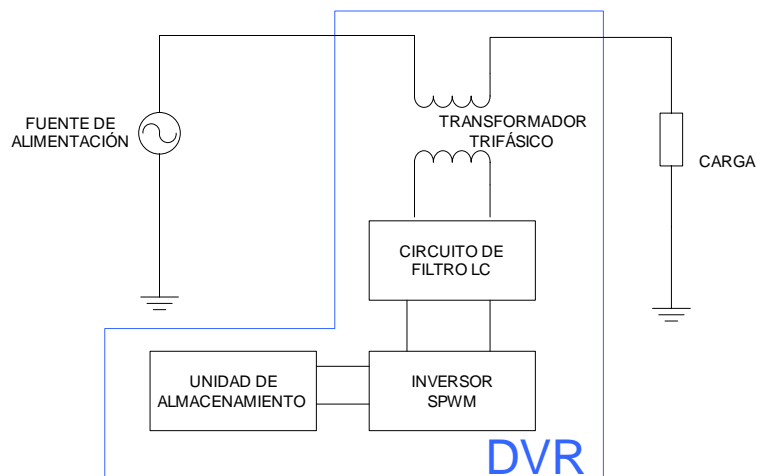 FUENTE DE
ALIMENTACIÓN
TRANSFORMADOR
TRIFÁSICO
CARGA
CIRCUITO DE
FILTRO LC
UNIDAD DE
ALMACENAMIENTO
INVERSOR
SPWM
DVR